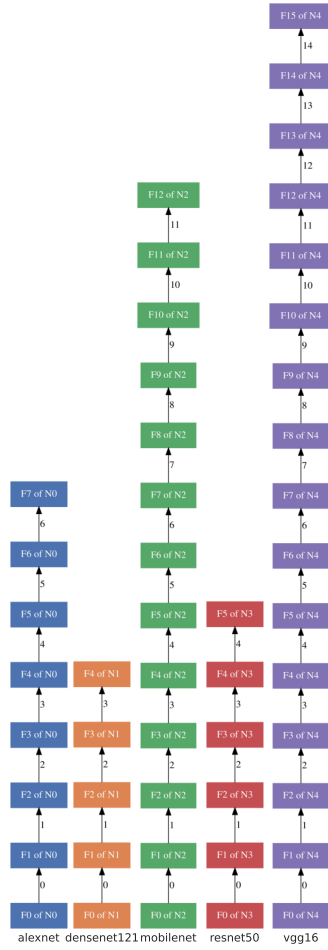 F15 of N4
14
F14 of N4
13
F13 of N4
12
F12 of N2 F12 of N4
11 11
F11 of N2 F11 of N4
10 10
F10 of N2 F10 of N4
9 9
F9 of N2 F9 of N4
8 8
F8 of N2 F8 of N4
7 7
F7 of N0 F7 of N2 F7 of N4
6 6 6
F6 of N0 F6 of N2 F6 of N4
5 5 5
F5 of N0 F5 of N2 F5 of N3 F5 of N4
4 4 4 4
F4 of N0 F4 of N1 F4 of N2 F4 of N3 F4 of N4
3 3 3 3 3
F3 of N0 F3 of N1 F3 of N2 F3 of N3 F3 of N4
2 2 2 2 2
F2 of N0 F2 of N1 F2 of N2 F2 of N3 F2 of N4
1 1 1 1 1
F1 of N0 F1 of N1 F1 of N2 F1 of N3 F1 of N4
0 0 0 0 0
F0 of N0 F0 of N1 F0 of N2 F0 of N3 F0 of N4
alexnet densenet121 mobilenet resnet50 vgg16